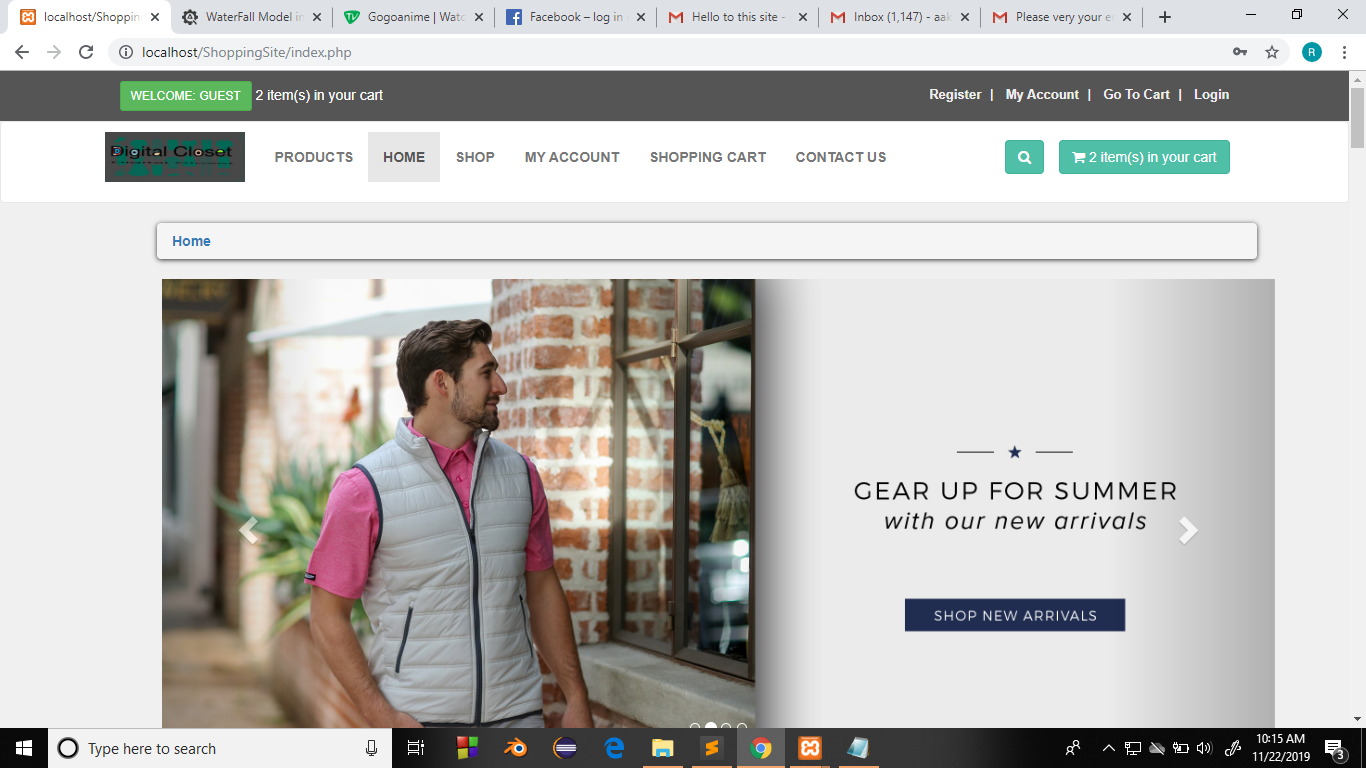 localhost/Shoppin
WaterFall Model in
Gogoanime | Watc
Facebook – log in
Hello to this site -
Inbox (1,147) - aak
Please very your e
localhost/ShoppingSite/index.php
R
WELCOME: GUEST 2 item(s) in your cart
Register | My Account | Go To Cart | Login
Digital Closet
PRODUCTS HOME SHOP MY ACCOUNT SHOPPING CART CONTACT US
2 item(s) in your cart
Home
GEAR UP FOR SUMMER
with our new arrivals
SHOP NEW ARRIVALS
Type here to search
10:15 AM
11/22/2019
3